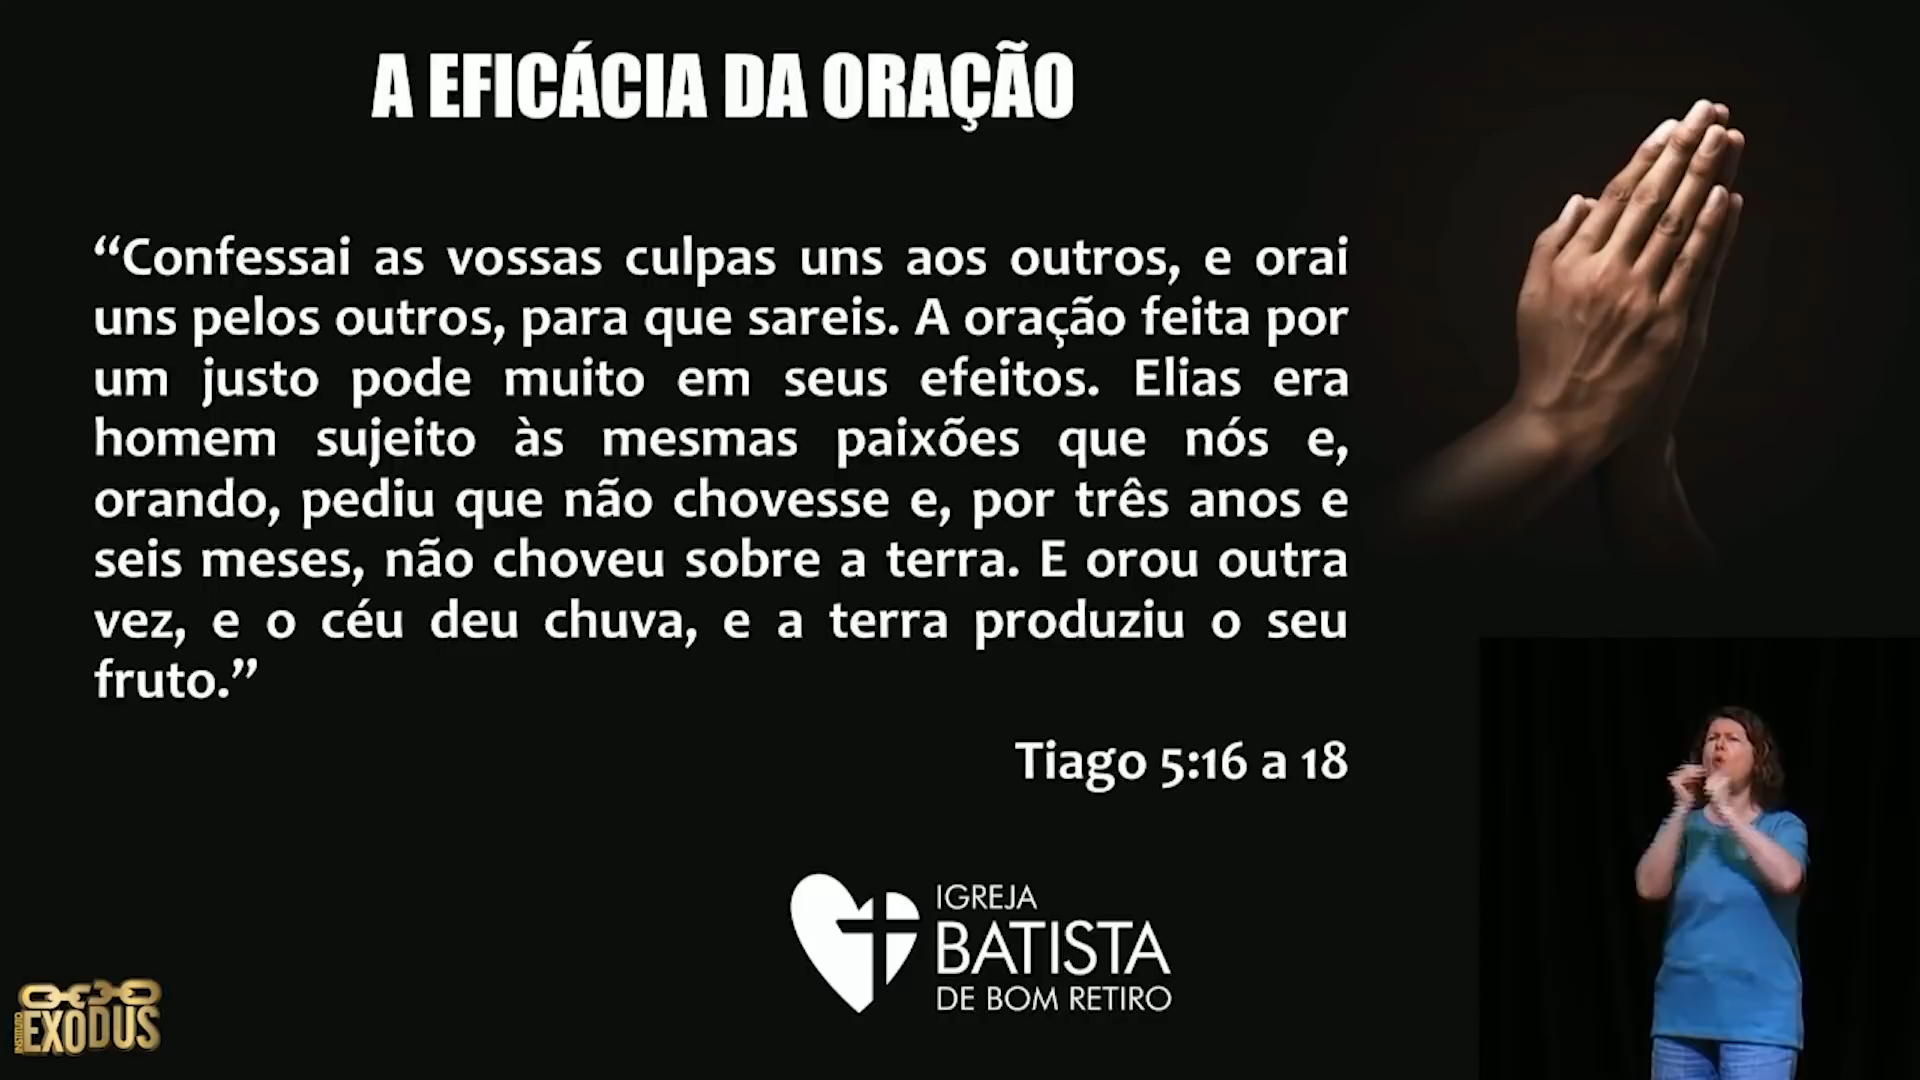 A EFICÁCIA DA ORAÇÃO
“Confessai as vossas culpas uns aos outros, e orai
uns pelos outros, para que sareis. A oração feita por
um justo pode muito em seus efeitos. Elias era
homem sujeito às mesmas paixões que nós e,
orando, pediu que não chovesse e, por três anos e
seis meses, não choveu sobre a terra. E orou outra
vez, e o céu deu chuva, e a terra produziu o seu
fruto.”
Tiago 5:16 a 18
IGREJA
BATISTA
DE BOM RETIRO
INSTITUTO
EXODUS